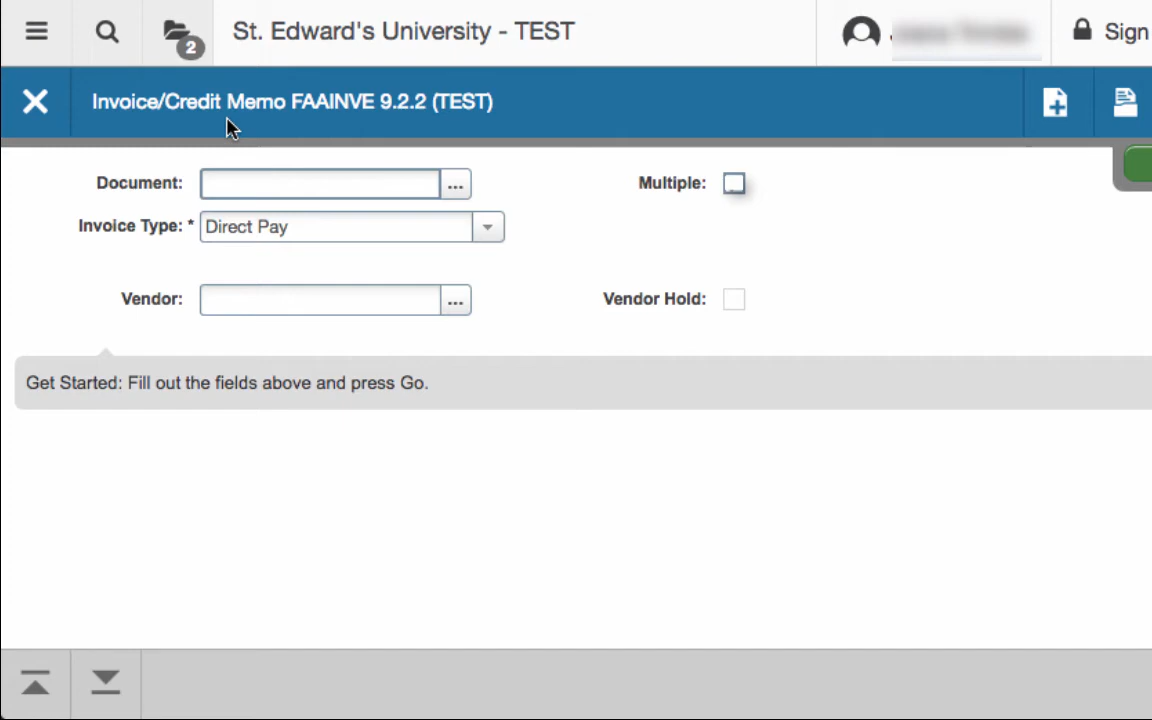 St. Edward's University - TEST
2
Sign
Invoice/Credit Memo FAAINVE 9.2.2 (TEST)
Document: ...
Multiple:
Invoice Type: * Direct Pay
Vendor: ...
Vendor Hold:
Get Started: Fill out the fields above and press Go.